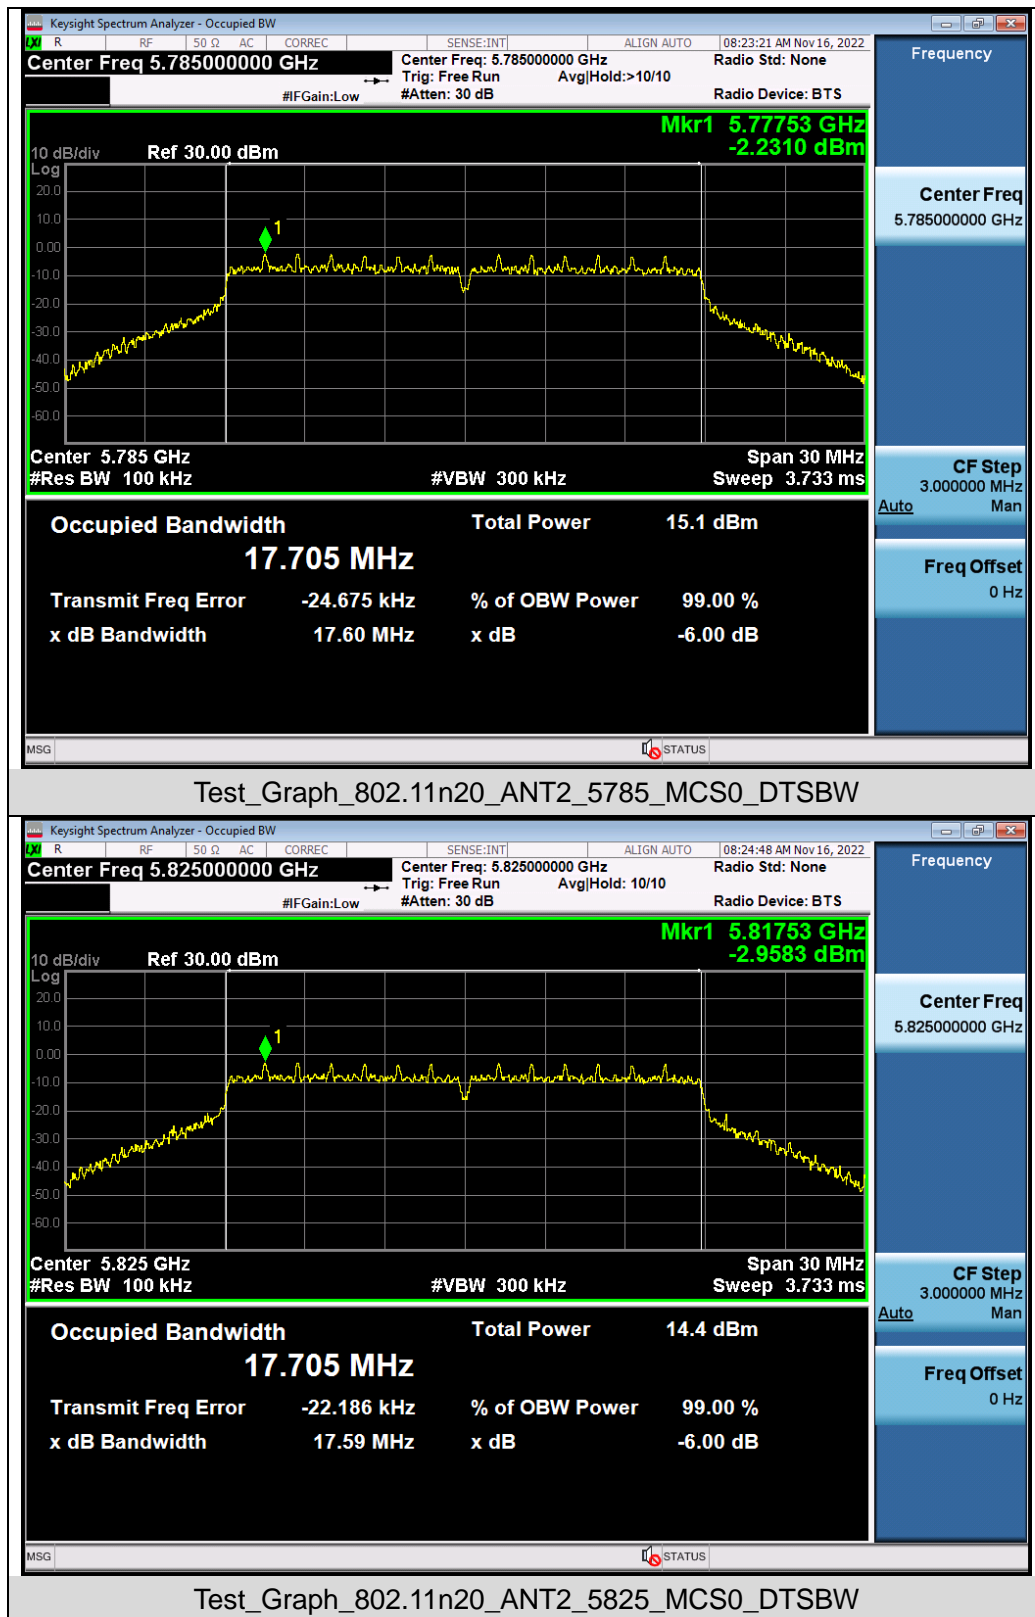 Keysight Spectrum Analyzer - Occupied BW
LXI R RF 50 Ω AC CORREC SENSE:INT ALIGN AUTO 08:23:21 AM Nov 16, 2022
Center Freq 5.785000000 GHz
Center Freq: 5.785000000 GHz Radio Std: None
Trig: Free Run Avg|Hold:>10/10
#IFGain:Low #Atten: 30 dB Radio Device: BTS
Mkr1 5.77753 GHz
-2.2310 dBm
10 dB/div Ref 30.00 dBm
Log
20.0
10.0
0.00
-10.0
-20.0
-30.0
-40.0
-50.0
-60.0
1
Center 5.785 GHz Span 30 MHz
#Res BW 100 kHz #VBW 300 kHz Sweep 3.733 ms
Occupied Bandwidth Total Power 15.1 dBm
17.705 MHz
Transmit Freq Error -24.675 kHz % of OBW Power 99.00 %
x dB Bandwidth 17.60 MHz x dB -6.00 dB
MSG STATUS
Frequency
Center Freq
5.785000000 GHz
CF Step
3.000000 MHz
Auto Man
Freq Offset
0 Hz
Test_Graph_802.11n20_ANT2_5785_MCS0_DTSBW
Keysight Spectrum Analyzer - Occupied BW
LXI R RF 50 Ω AC CORREC SENSE:INT ALIGN AUTO 08:24:48 AM Nov 16, 2022
Center Freq 5.825000000 GHz
Center Freq: 5.825000000 GHz Radio Std: None
Trig: Free Run Avg|Hold: 10/10
#IFGain:Low #Atten: 30 dB Radio Device: BTS
Mkr1 5.81753 GHz
-2.9583 dBm
10 dB/div Ref 30.00 dBm
Log
20.0
10.0
0.00
-10.0
-20.0
-30.0
-40.0
-50.0
-60.0
1
Center 5.825 GHz Span 30 MHz
#Res BW 100 kHz #VBW 300 kHz Sweep 3.733 ms
Occupied Bandwidth Total Power 14.4 dBm
17.705 MHz
Transmit Freq Error -22.186 kHz % of OBW Power 99.00 %
x dB Bandwidth 17.59 MHz x dB -6.00 dB
MSG STATUS
Frequency
Center Freq
5.825000000 GHz
CF Step
3.000000 MHz
Auto Man
Freq Offset
0 Hz
Test_Graph_802.11n20_ANT2_5825_MCS0_DTSBW